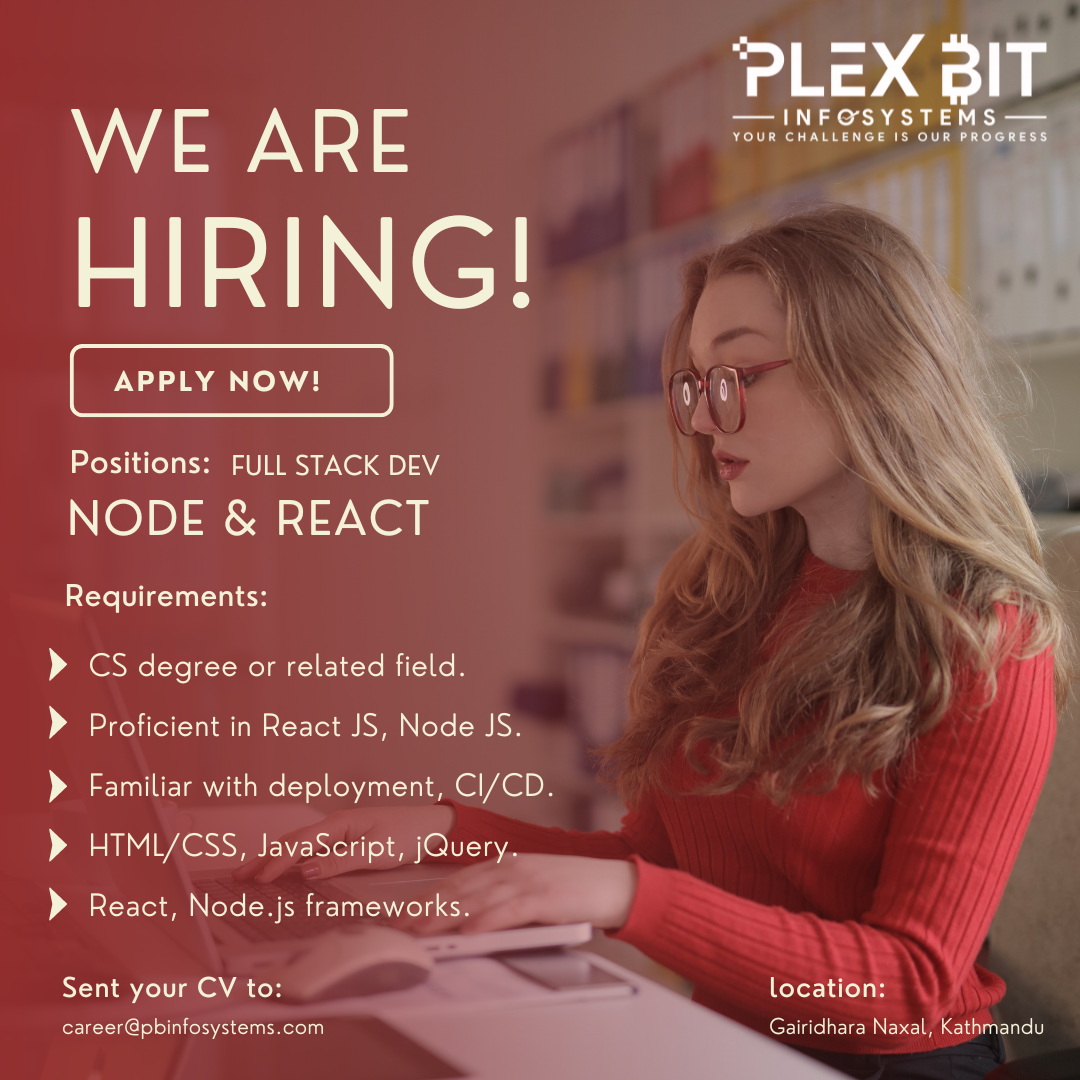 PLEX BIT
INFOSYSTEMS
YOUR CHALLENGE IS OUR PROGRESS
WE ARE
HIRING!
APPLY NOW!
Positions: FULL STACK DEV
NODE & REACT
Requirements:
CS degree or related field.
Proficient in React JS, Node JS.
Familiar with deployment, CI/CD.
HTML/CSS, JavaScript, jQuery.
React, Node.js frameworks.
Sent your CV to:
career@pbinfosystems.com
location:
Gairidhara Naxal, Kathmandu